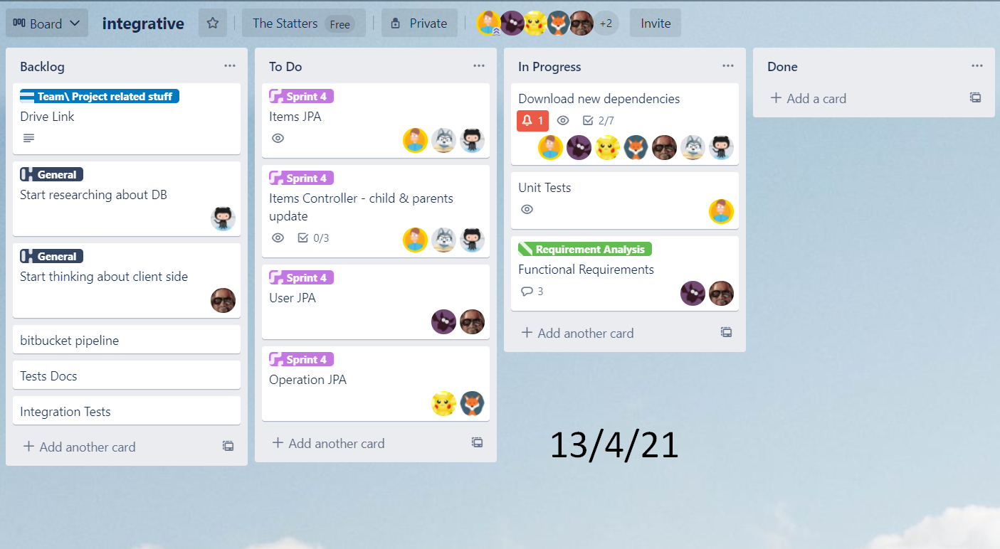 Board
integrative
The Statters Free
Private
+2
Invite
Backlog
Team\ Project related stuff
Drive Link
General
Start researching about DB
General
Start thinking about client side
bitbucket pipeline
Tests Docs
Integration Tests
+ Add another card
To Do
Sprint 4
Items JPA
Sprint 4
Items Controller - child & parents
update
0/3
Sprint 4
User JPA
Sprint 4
Operation JPA
+ Add another card
In Progress
Download new dependencies
1 2/7
Unit Tests
Requirement Analysis
Functional Requirements
3
+ Add another card
Done
+ Add a card
13/4/21